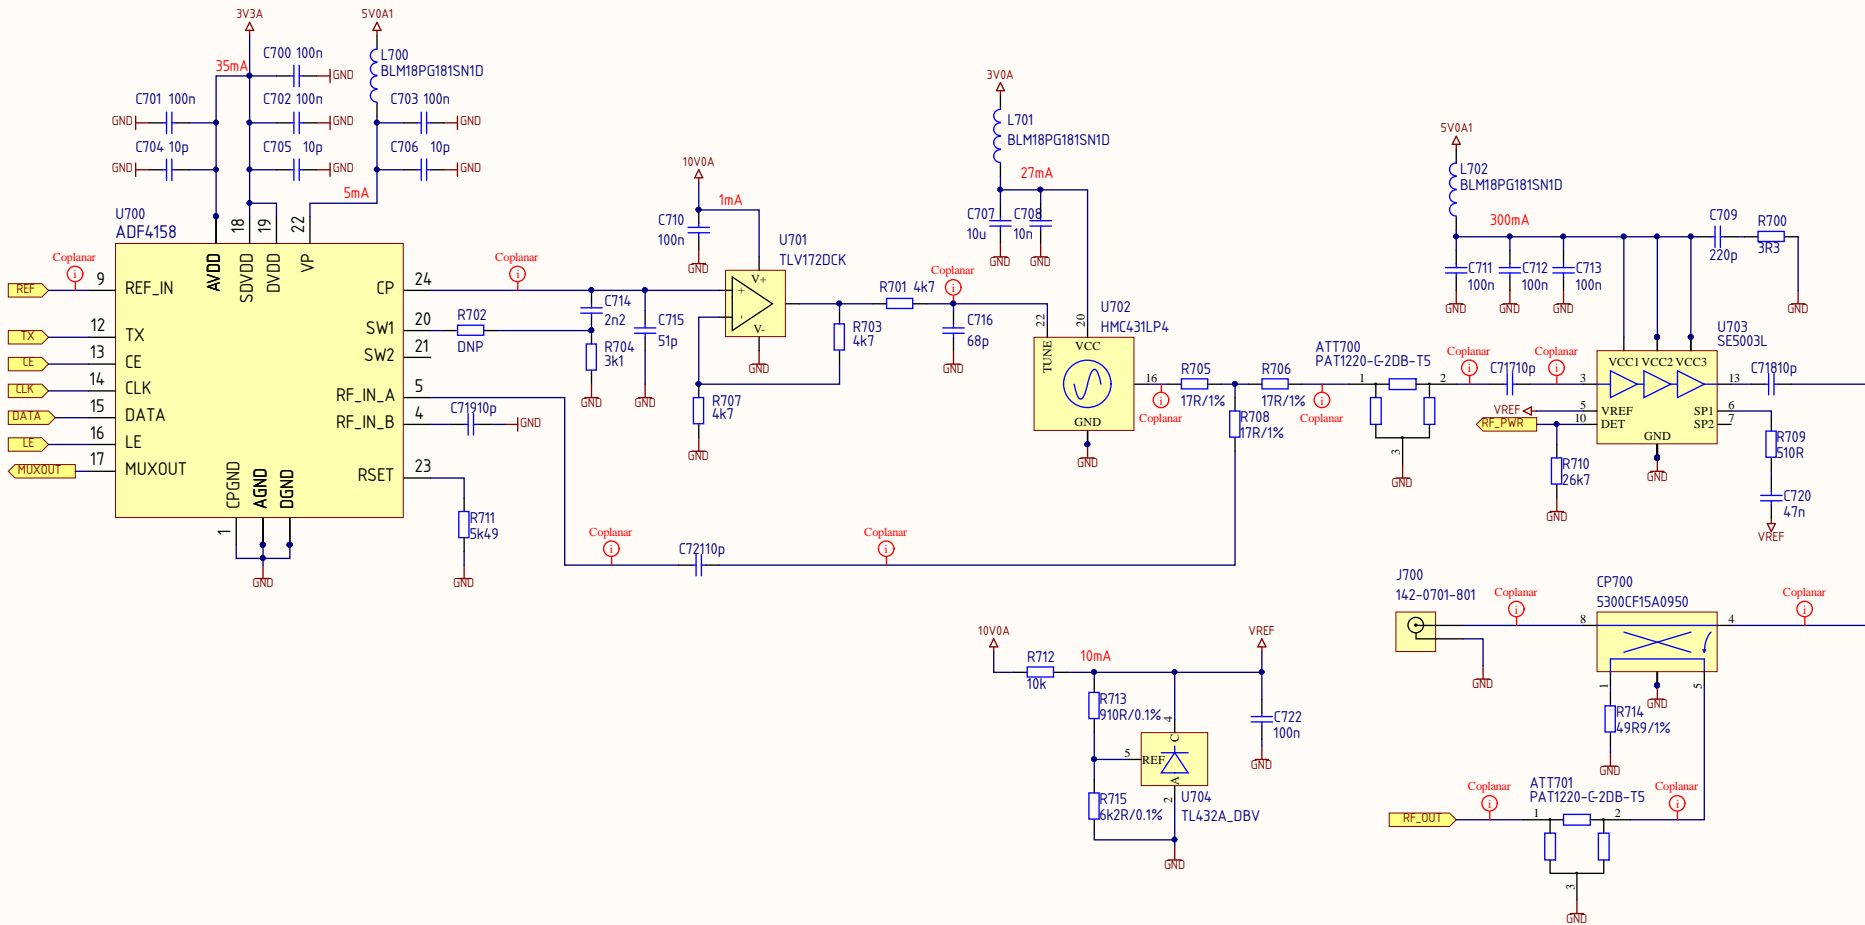 3V3A
5V0A1
C700 100n
GND
35mA
L700
BLM18PG181SN1D
C701 100n
GND
C702 100n
GND
C703 100n
GND
C704 10p
GND
C705 10p
GND
C706 10p
GND
5mA
U700
ADF4158
18
19
22
AVDD
SDVDD
DVDD
VP
Coplanar
i
REF
9
REF_IN
TX
12
TX
CE
13
CE
CLK
14
CLK
DATA
15
DATA
LE
16
LE
MUXOUT
17
MUXOUT
CP
24
SW1
20
SW2
21
RF_IN_A
5
RF_IN_B
4
RSET
23
CPGND
AGND
DGND
1
GND
Coplanar
i
R702
DNP
C714
2n2
R704
3k1
GND
C715
51p
GND
C71910p
GND
R711
5k49
GND
10V0A
1mA
C710
100n
GND
U701
TLV172DCK
V+
+
-
V-
GND
R703
4k7
R707
4k7
GND
R701 4k7
Coplanar
i
C716
68p
GND
3V0A
L701
BLM18PG181SN1D
27mA
C707
10u
GND
C708
10n
GND
U702
HMC431LP4
22
20
TUNE
VCC
GND
GND
16
Coplanar
i
R705
17R/1%
R706
17R/1%
R708
17R/1%
Coplanar
i
Coplanar
i
C72110p
Coplanar
i
ATT700
PAT1220-C-2DB-T5
1
2
3
GND
Coplanar
i
C71710p
Coplanar
i
5V0A1
L702
BLM18PG181SN1D
300mA
C711
100n
GND
C712
100n
GND
C713
100n
GND
C709
220p
R700
3R3
GND
U703
SE5003L
VCC1
VCC2
VCC3
3
13
C71810p
5
VREF
VREF
10
DET
RF_PWR
6
SP1
7
SP2
GND
GND
R710
26k7
GND
R709
510R
C720
47n
VREF
J700
142-0701-801
GND
Coplanar
i
CP700
5300CF15A0950
8
4
1
5
GND
Coplanar
i
R714
49R9/1%
GND
ATT701
PAT1220-C-2DB-T5
Coplanar
i
Coplanar
i
RF_OUT
1
2
3
GND
10V0A
R712
10k
10mA
VREF
R713
910R/0.1%
C722
100n
GND
4
C
5
REF
A
2
U704
TL432A_DBV
R715
6k2R/0.1%
GND